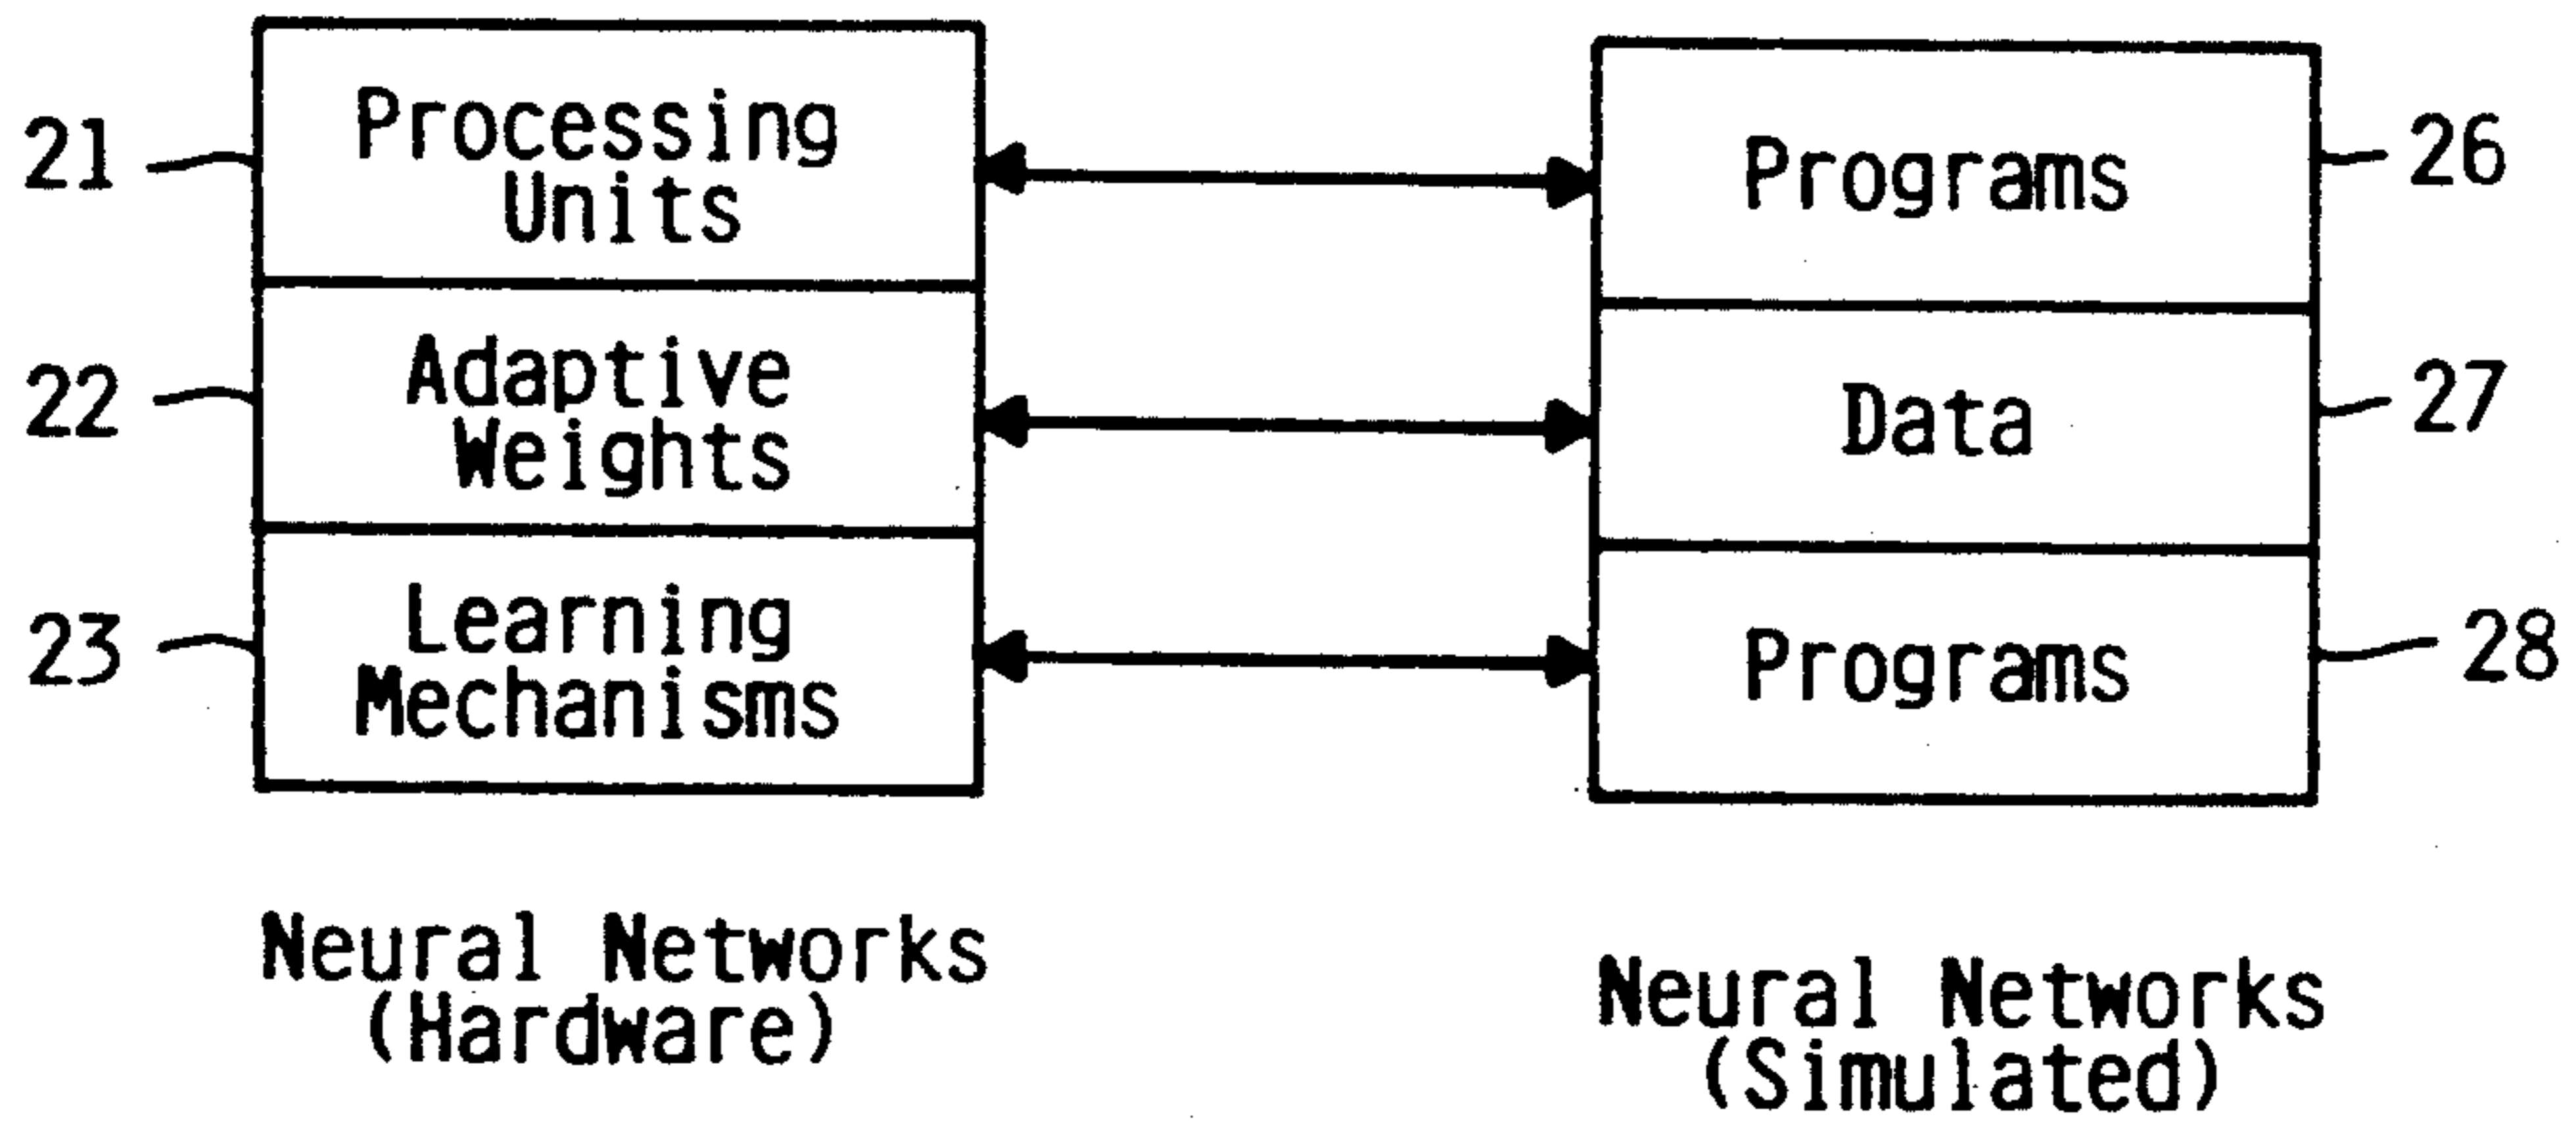 21
Processing
Units
22
Adaptive
Weights
23
Learning
Mechanisms
Neural Networks
(Hardware)
Programs
26
Data
27
Programs
28
Neural Networks
(Simulated)